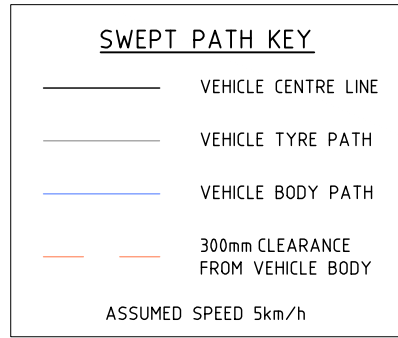 SWEPT PATH KEY
VEHICLE CENTRE LINE
VEHICLE TYRE PATH
VEHICLE BODY PATH
300mm CLEARANCE
FROM VEHICLE BODY
ASSUMED SPEED 5km/h